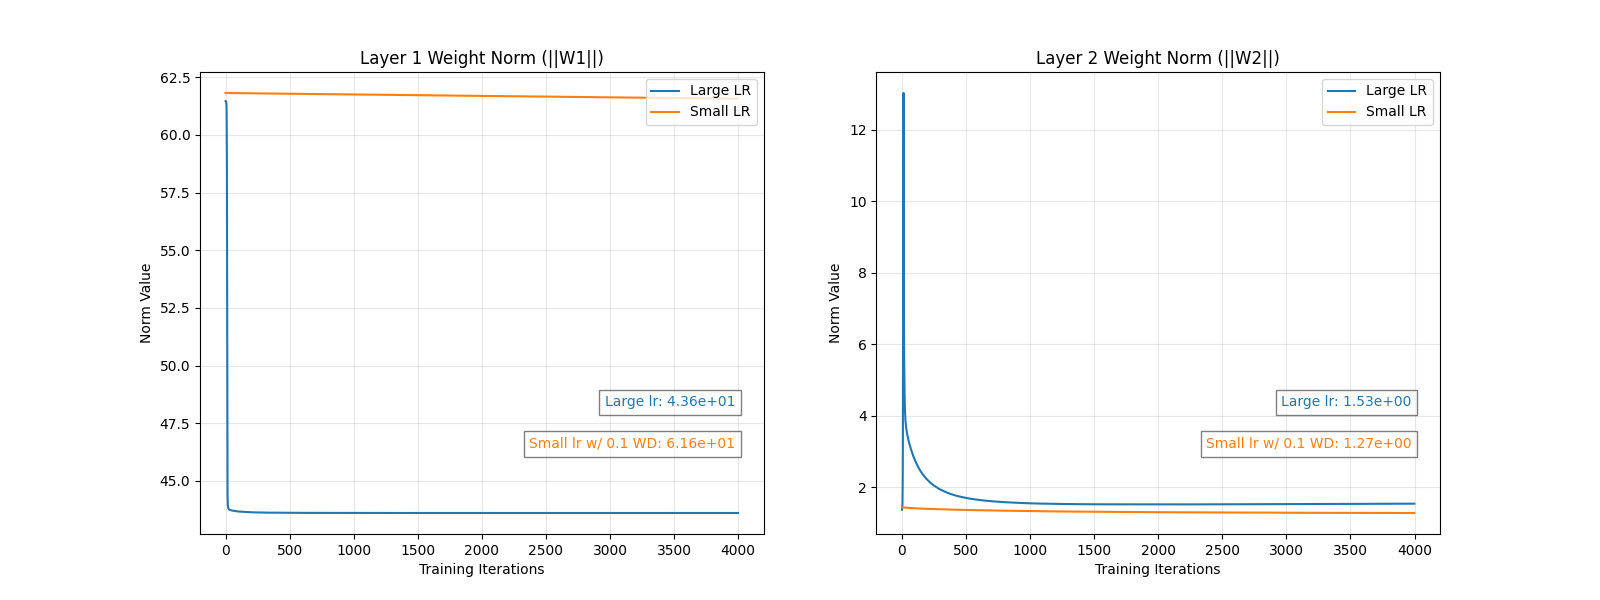 Layer 1 Weight Norm (||W1||)
Norm Value
62.5
60.0
57.5
55.0
52.5
50.0
47.5
45.0
Large LR
Small LR
Large lr: 4.36e+01
Small lr w/ 0.1 WD: 6.16e+01
0 500 1000 1500 2000 2500 3000 3500 4000
Training Iterations
Layer 2 Weight Norm (||W2||)
Norm Value
12
10
8
6
4
2
Large LR
Small LR
Large lr: 1.53e+00
Small lr w/ 0.1 WD: 1.27e+00
0 500 1000 1500 2000 2500 3000 3500 4000
Training Iterations